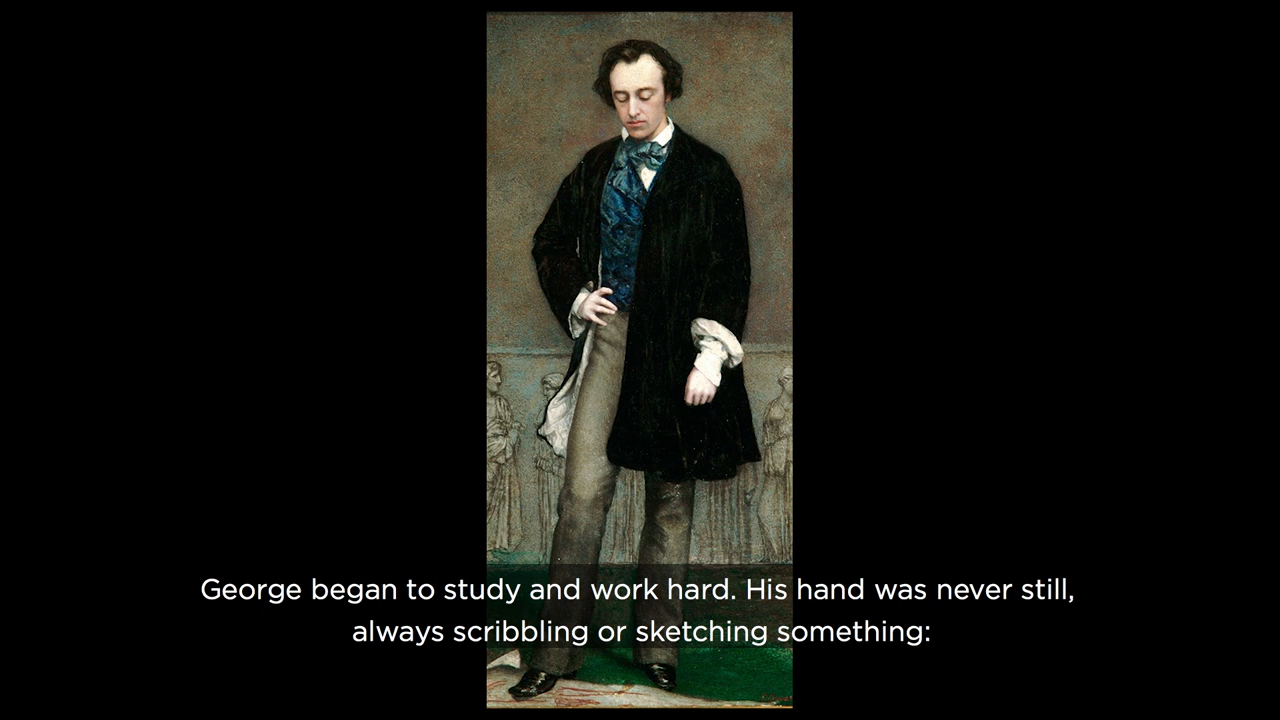 George began to study and work hard. His hand was never still,
always scribbling or sketching something: